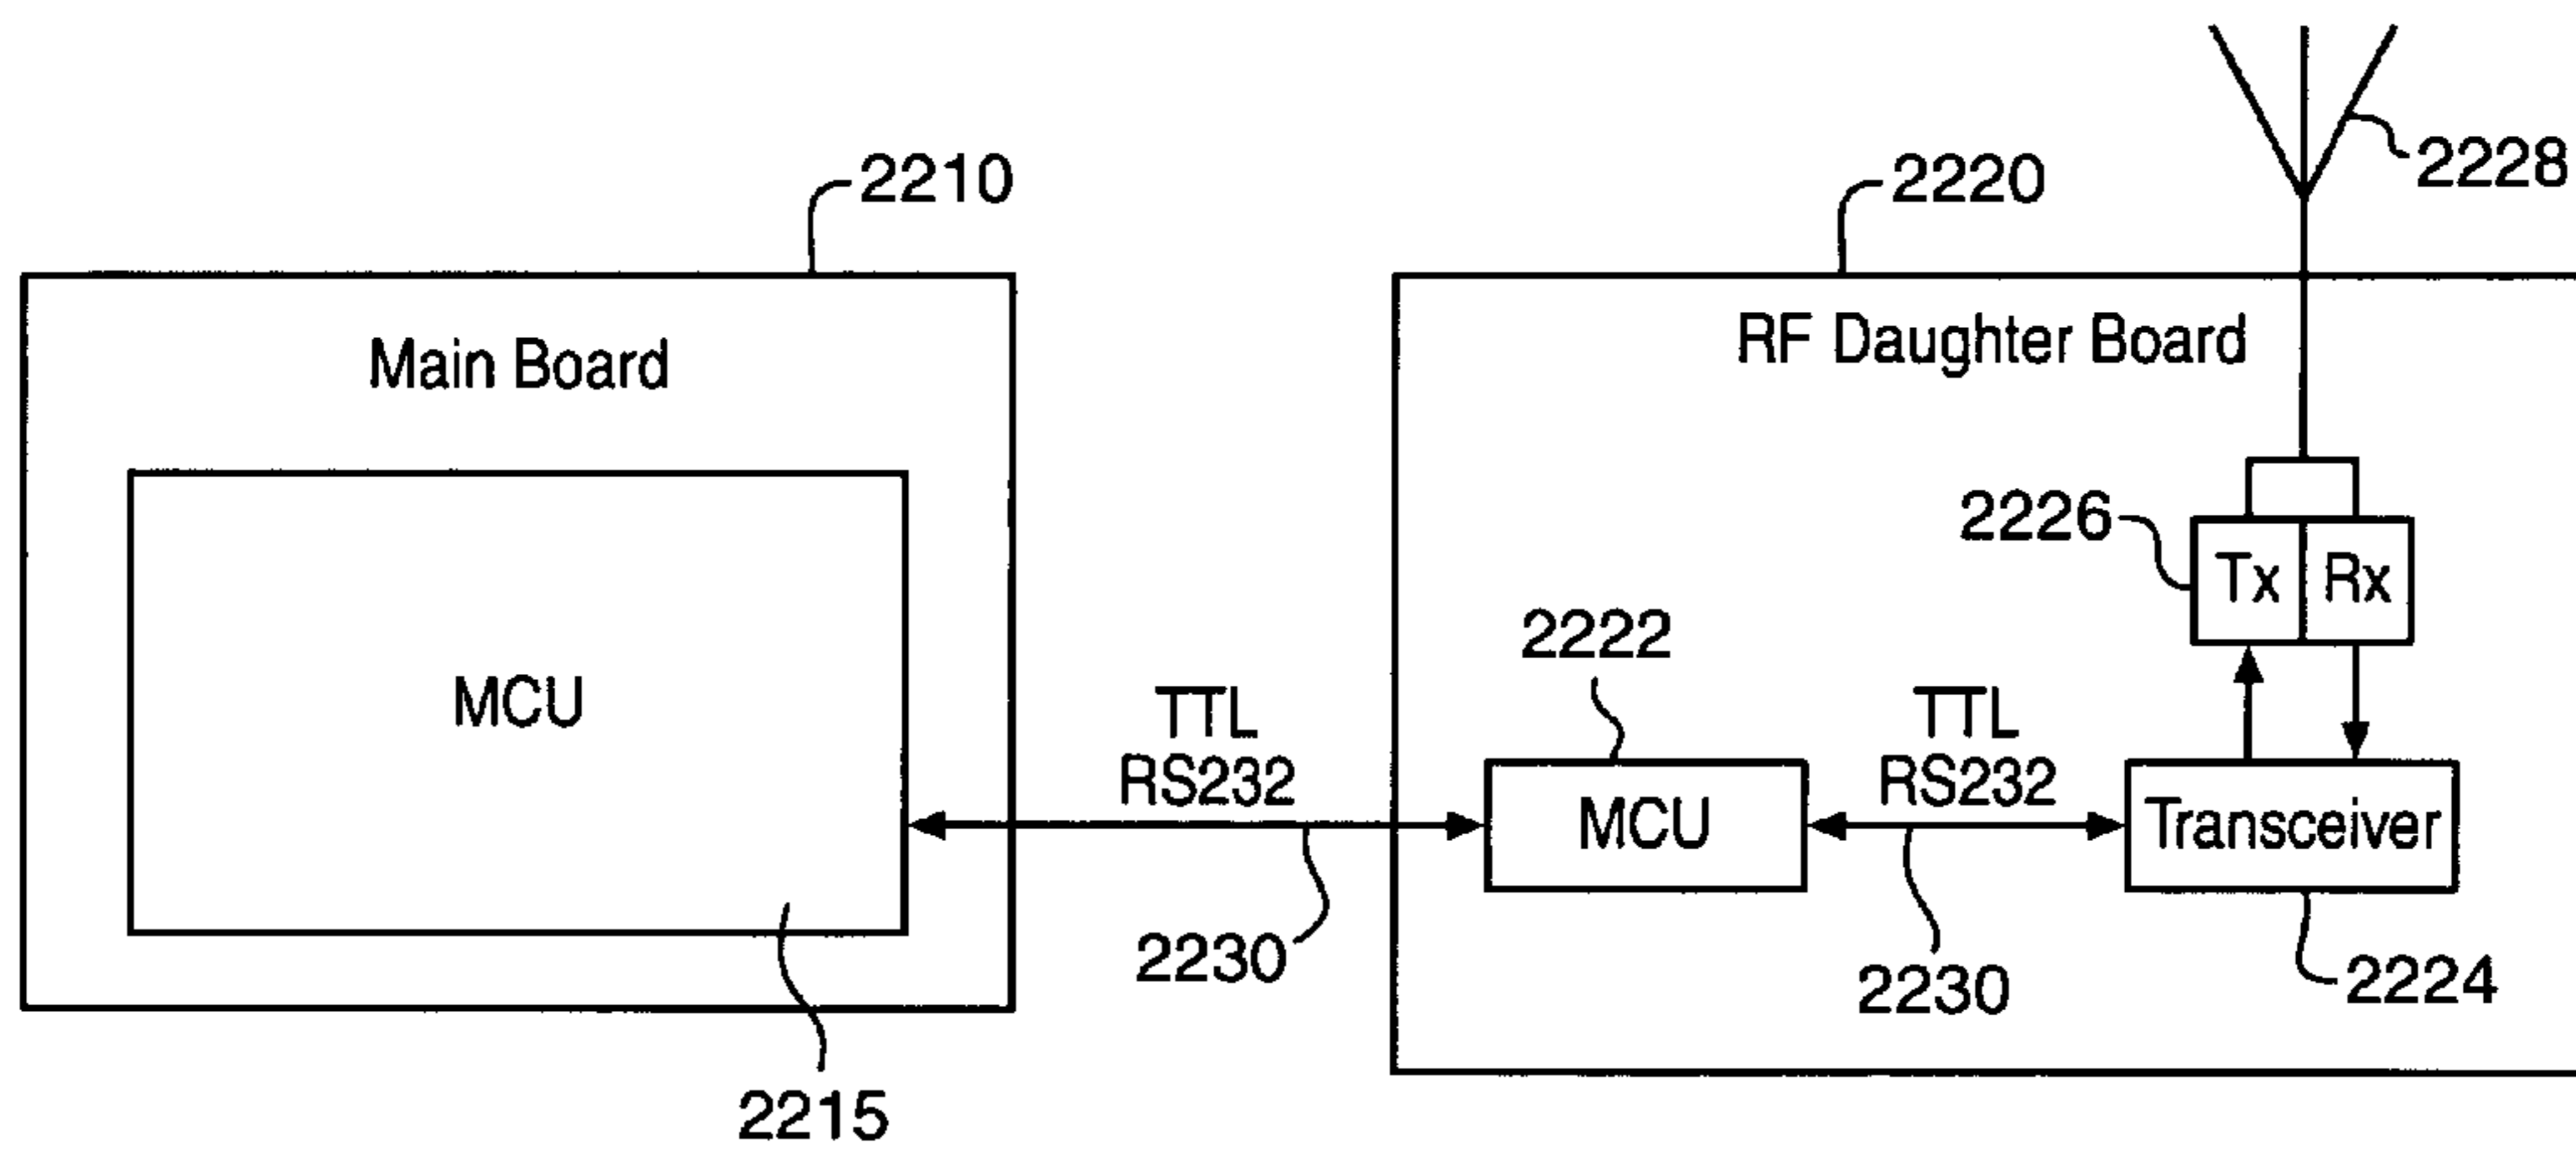 2228
2210
2220
RF Daughter Board
Main Board
2226
Tx
Rx
2222
MCU
TTL
RS232
TTL
RS232
MCU
Transceiver
2230
2230
2224
2215